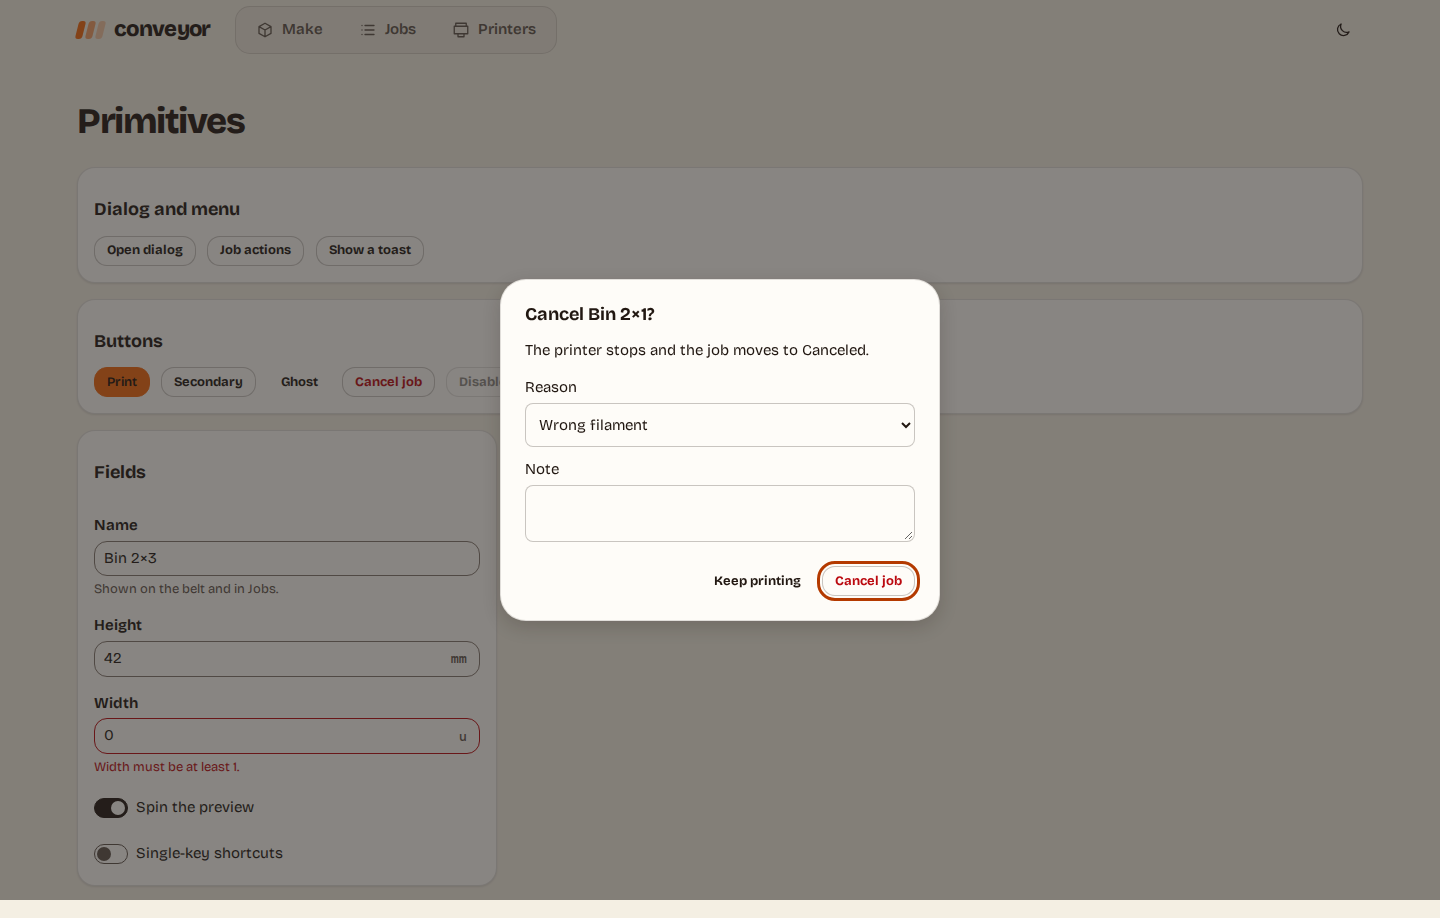 conveyor Make Jobs Printers
Primitives
Dialog and menu
Open dialog Job actions Show a toast
Buttons
Print Secondary Ghost Cancel job
Fields
Name
Bin 2×3
Shown on the belt and in Jobs.
Height
42 mm
Width
0 u
Width must be at least 1.
Spin the preview
Single-key shortcuts
Cancel Bin 2×1?
The printer stops and the job moves to Canceled.
Reason
Wrong filament
Note
Keep printing Cancel job